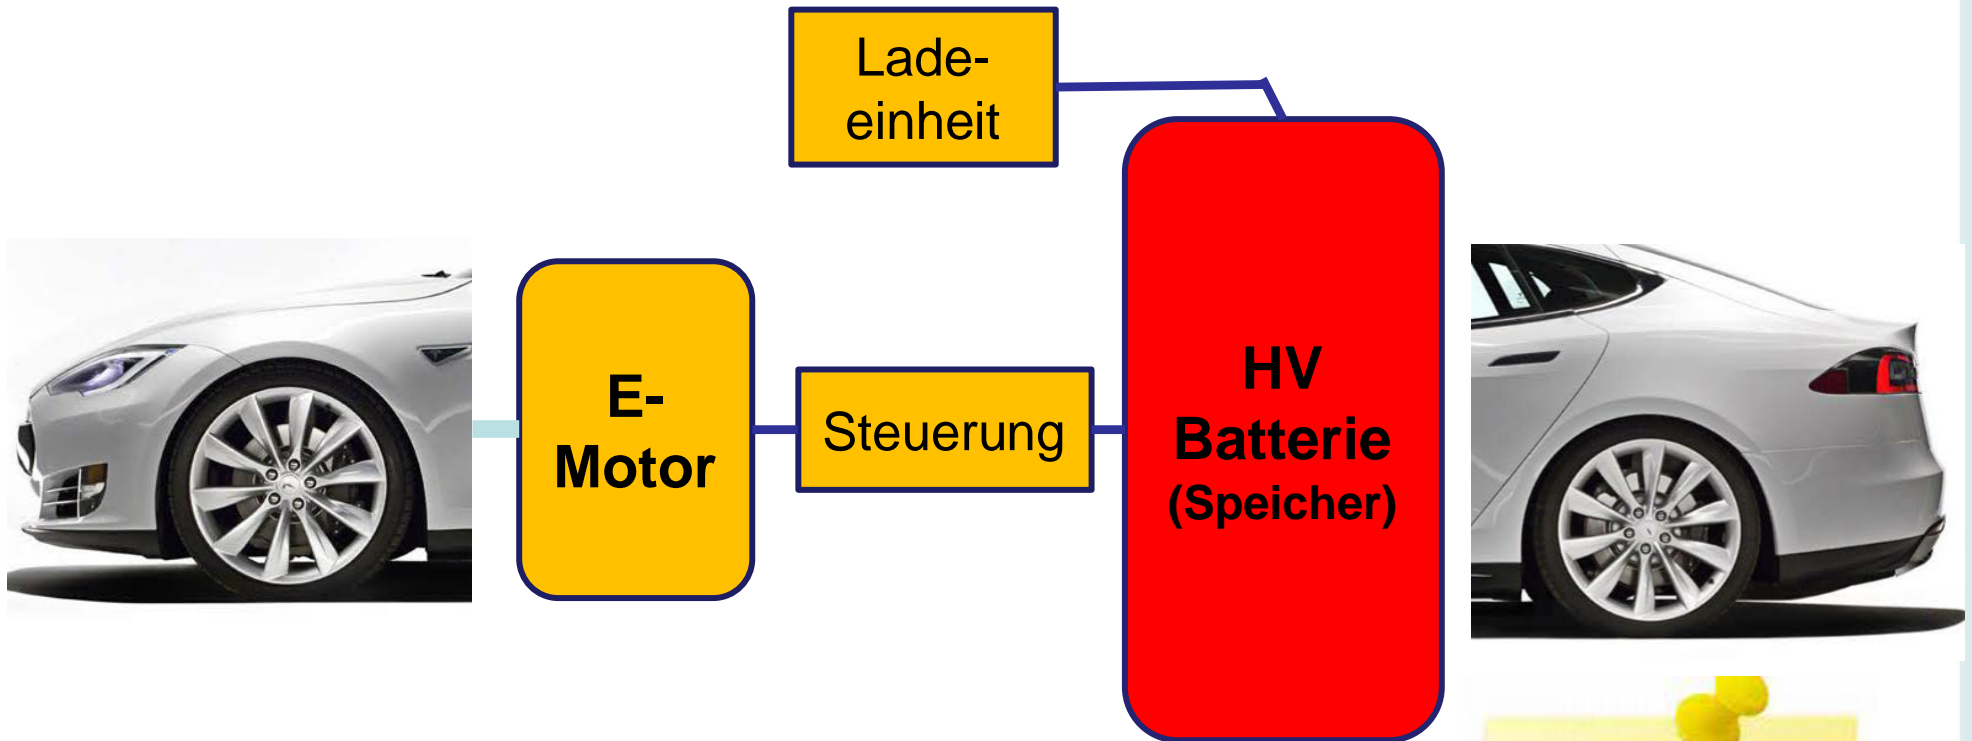 Lade-
einheit
E-
Motor
Steuerung
HV
Batterie
(Speicher)